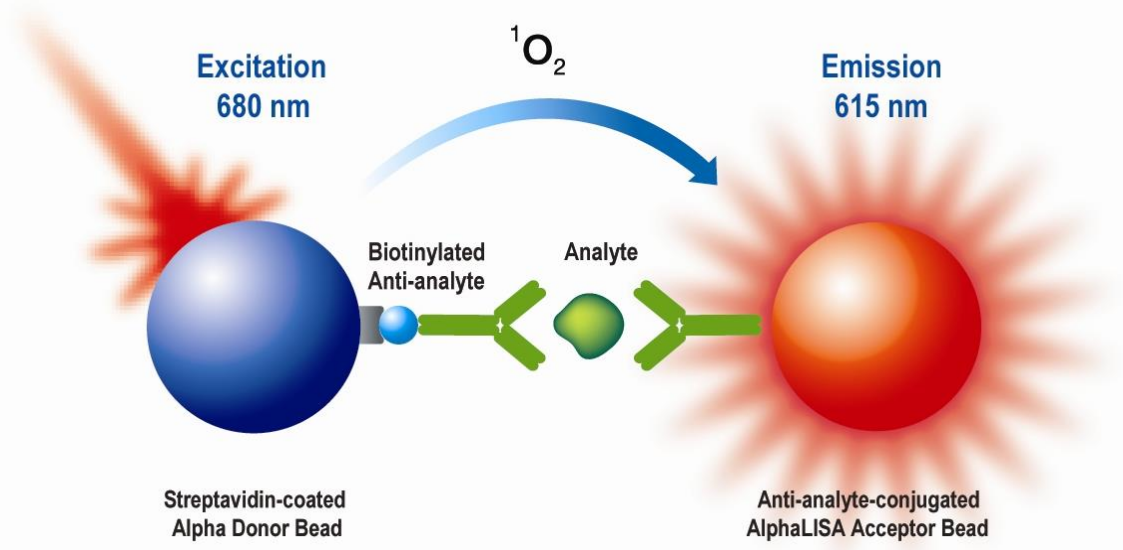 ¹O₂
Excitation
680 nm
Emission
615 nm
Biotinylated
Anti-analyte
Analyte
Streptavidin-coated
Alpha Donor Bead
Anti-analyte-conjugated
AlphaLISA Acceptor Bead